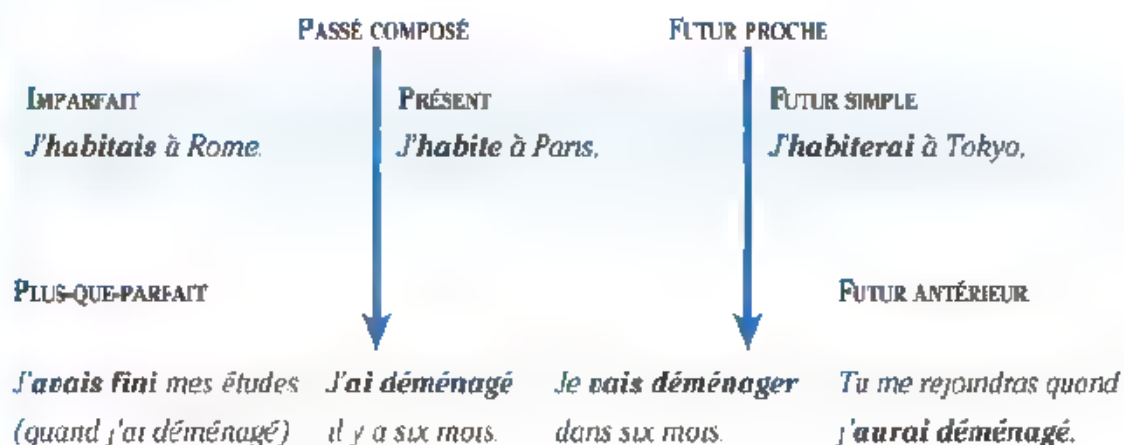 PASSÉ COMPOSÉ FUTUR PROCHE
IMPARFAIT PRÉSENT FUTUR SIMPLE
J'habitais à Rome. J'habite à Paris, J'habiterai à Tokyo,
PLUS-QUE-PARFAIT FUTUR ANTÉRIEUR
J'avais fini mes études J'ai déménagé Je vais déménager Tu me rejoindras quand
(quand j'ai déménagé) il y a six mois. dans six mois. j'aurai déménagé.